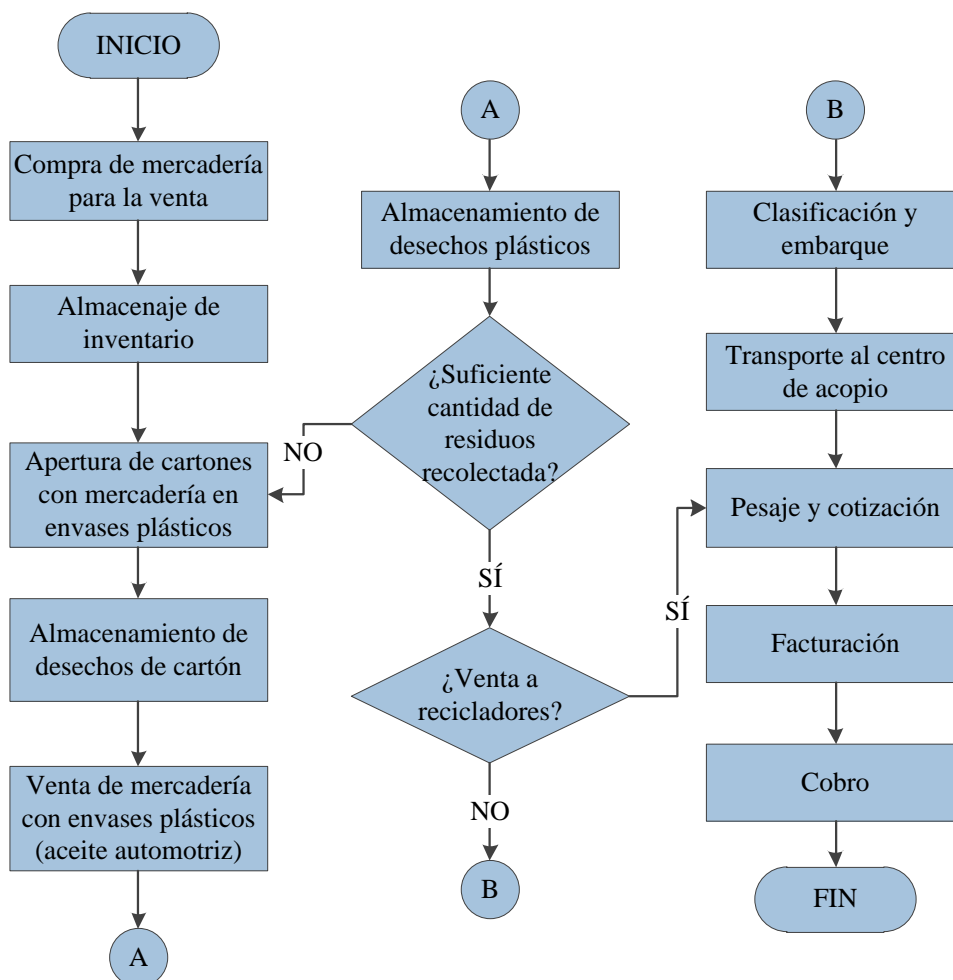 INICIO
Compra de mercadería
para la venta
Almacenaje de
inventario
Apertura de cartones
con mercadería en
envases plásticos
Almacenamiento de
desechos de cartón
Venta de mercadería
con envases plásticos
(aceite automotriz)
A
A
Almacenamiento de
desechos plásticos
¿Suficiente
cantidad de
residuos
recolectada?
NO
SÍ
¿Venta a
recicladores?
SÍ
NO
B
B
Clasificación y
embarque
Transporte al centro
de acopio
Pesaje y cotización
Facturación
Cobro
FIN